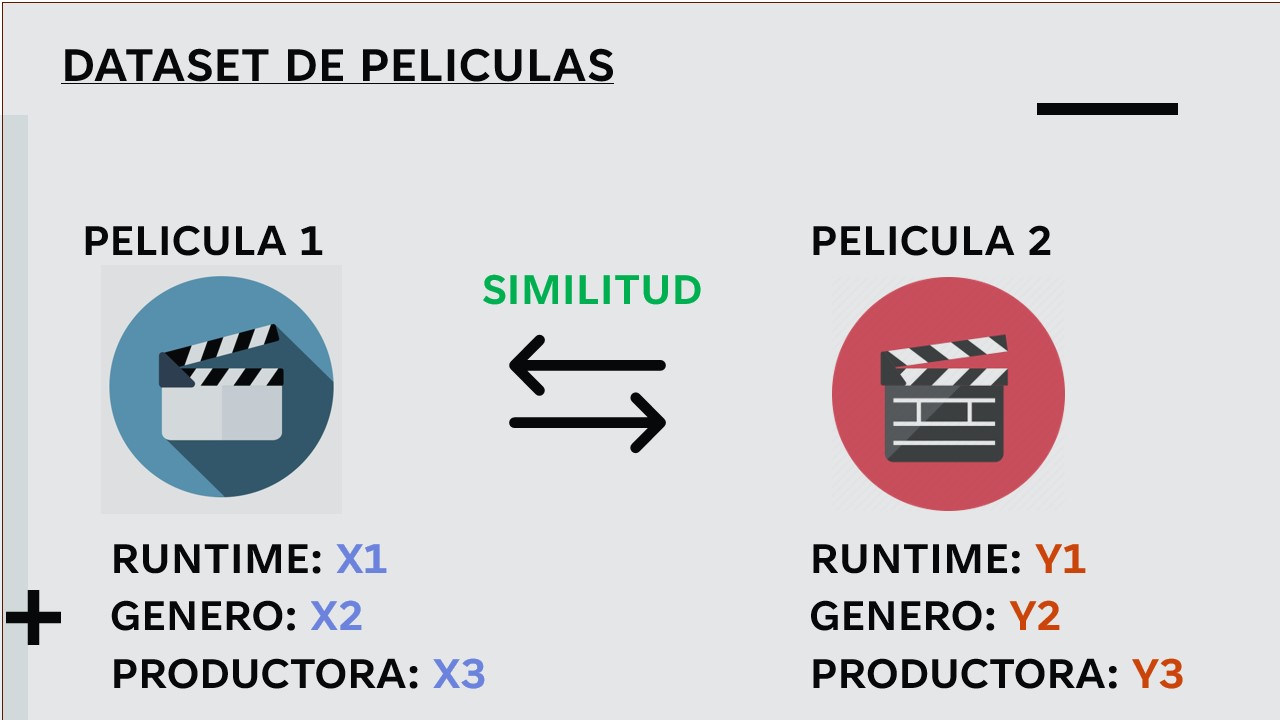 DATASET DE PELICULAS
PELICULA 1
SIMILITUD
PELICULA 2
RUNTIME: X1
GENERO: X2
PRODUCTORA: X3
RUNTIME: Y1
GENERO: Y2
PRODUCTORA: Y3